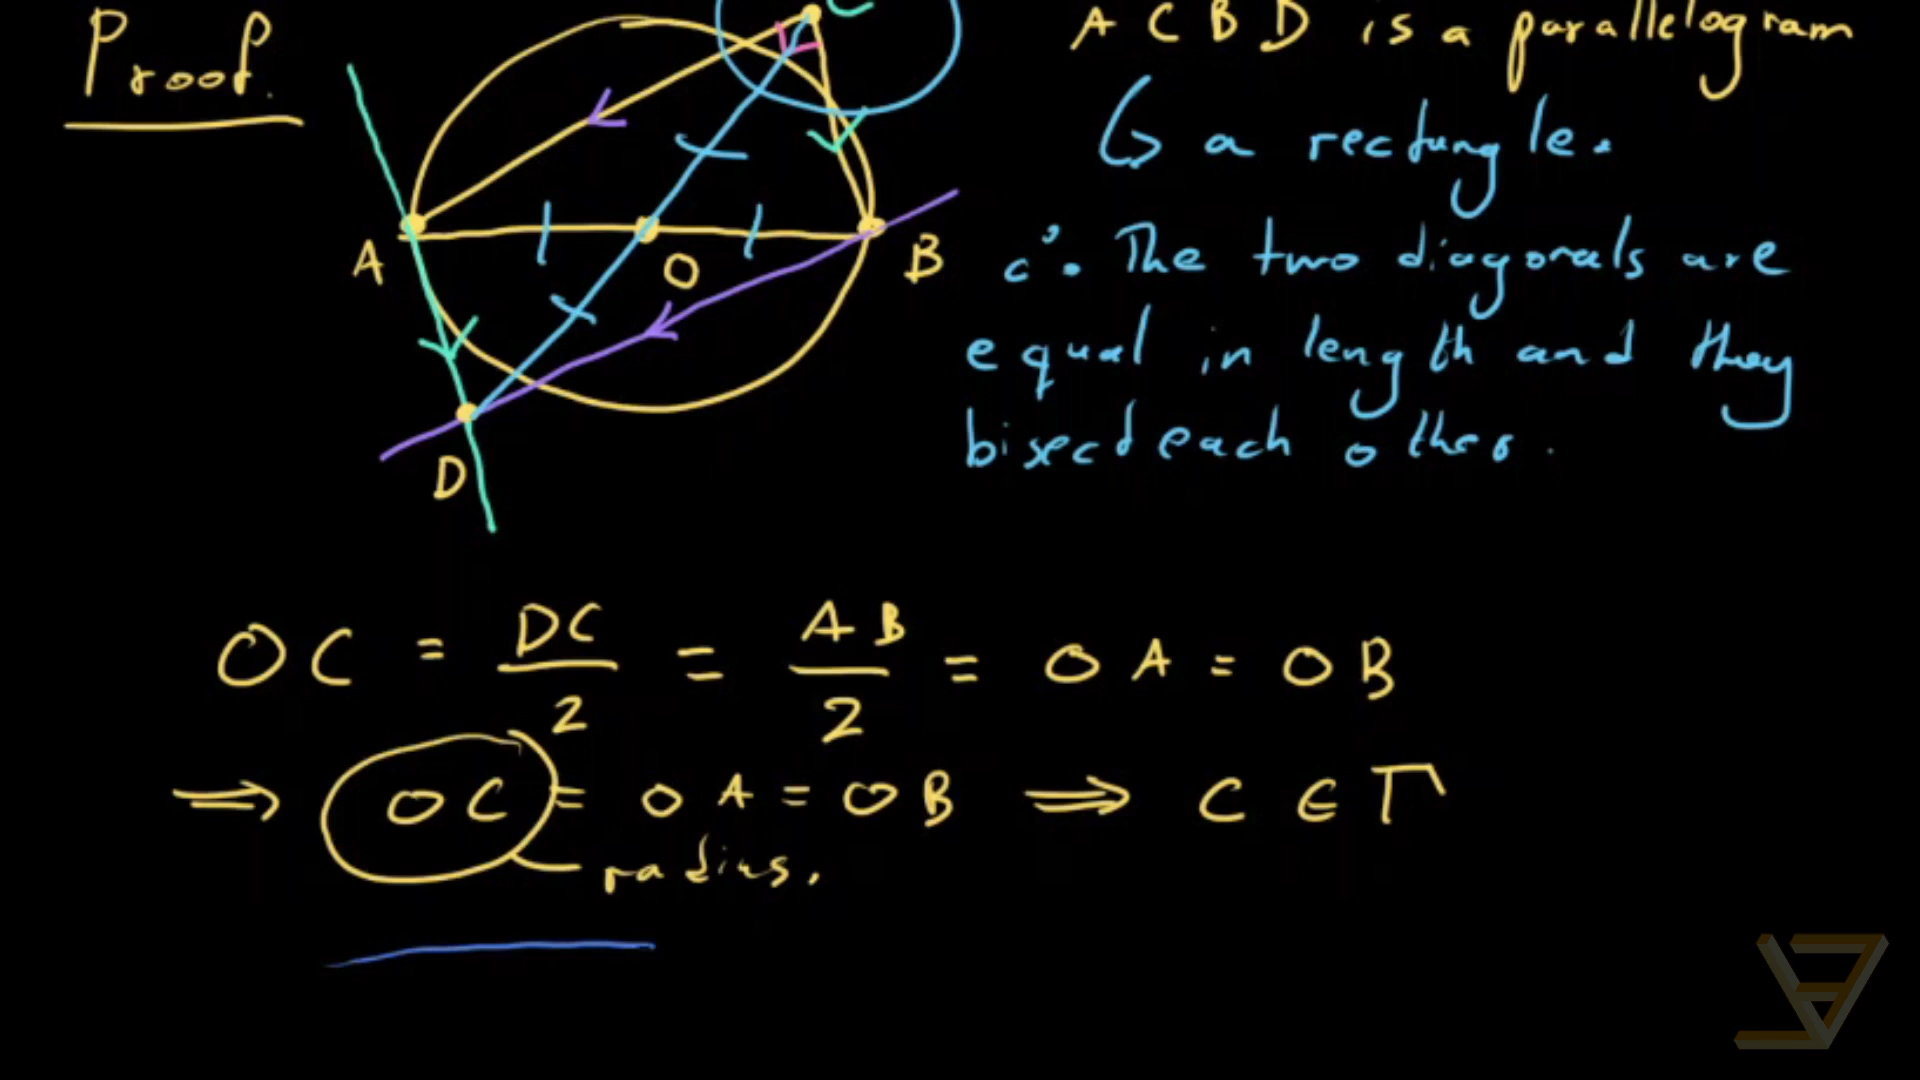 Proof.
C
A C B D is a parallelogram
↳ a rectangle.
The two diagonals are
equal in length and they
bisect each other.
A
O
B
D
OC = DC/2 = AB/2 = OA = OB
⇒ OC = OA = OB ⇒ C ∈ Γ
radius.